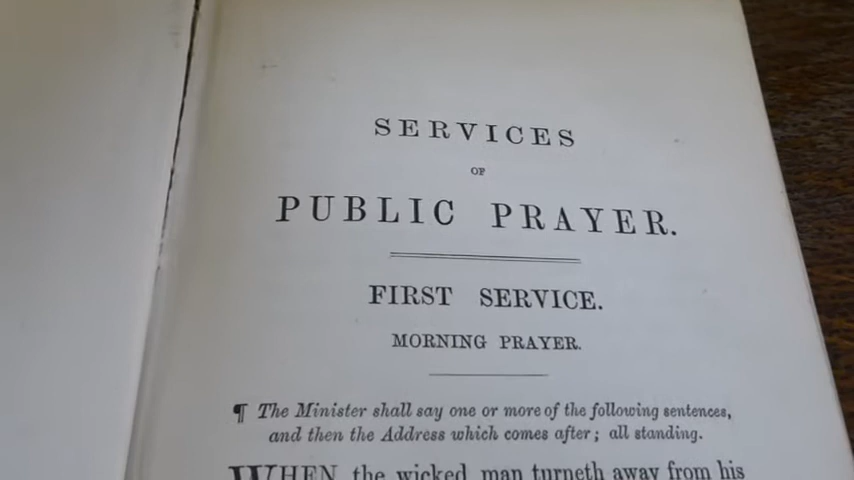 SERVICES
OF
PUBLIC PRAYER.
FIRST SERVICE.
MORNING PRAYER.
¶ The Minister shall say one or more of the following sentences,
and then the Address which comes after; all standing.
WHEN the wicked man turneth away from his